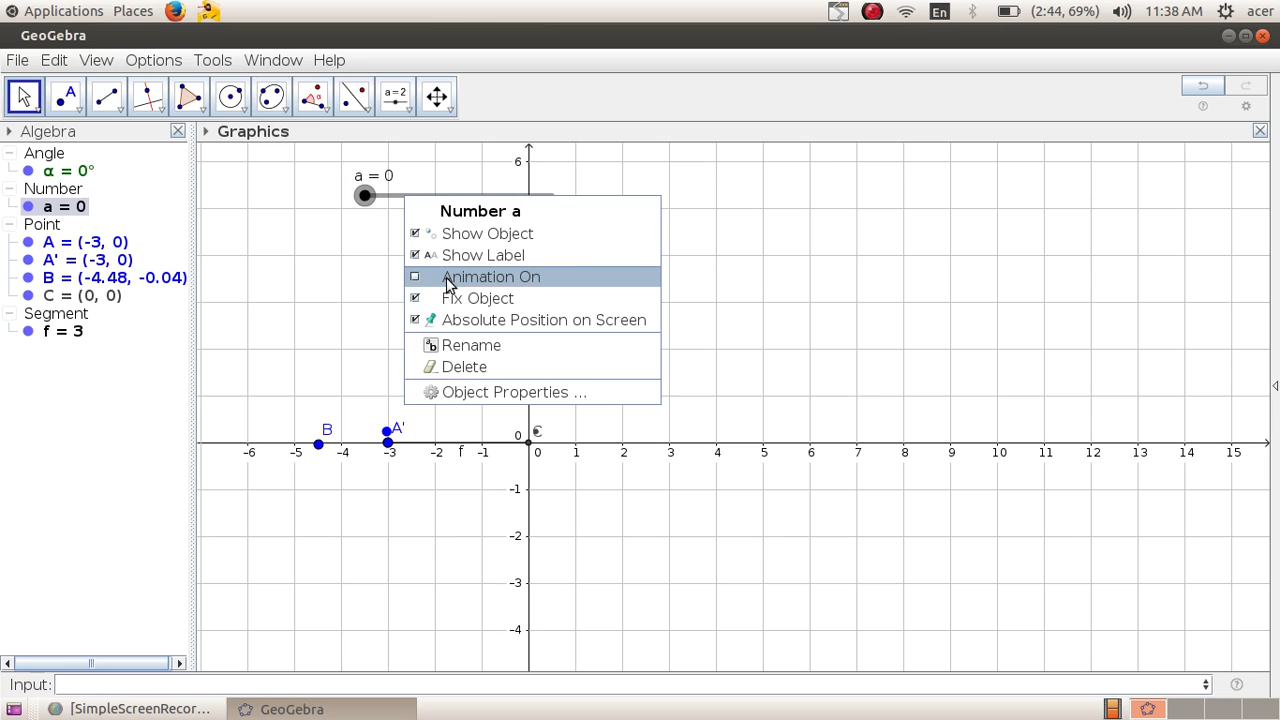 Applications Places En (2:44, 69%) 11:38 AM acer
GeoGebra
File Edit View Options Tools Window Help
A a=2
Algebra
Graphics
Angle
α = 0°
Number
a = 0
Point
A = (-3, 0)
A' = (-3, 0)
B = (-4.48, -0.04)
C = (0, 0)
Segment
f = 3
6
a = 0
Number a
Show Object
AA Show Label
Animation On
Fix Object
Absolute Position on Screen
ab Rename
Delete
Object Properties ...
B A' 0 C
-6 -5 -4 -3 -2 f -1 0 1 2 3 4 5 6 7 8 9 10 11 12 13 14 15
-1
-2
-3
-4
Input:
[SimpleScreenRecor... GeoGebra